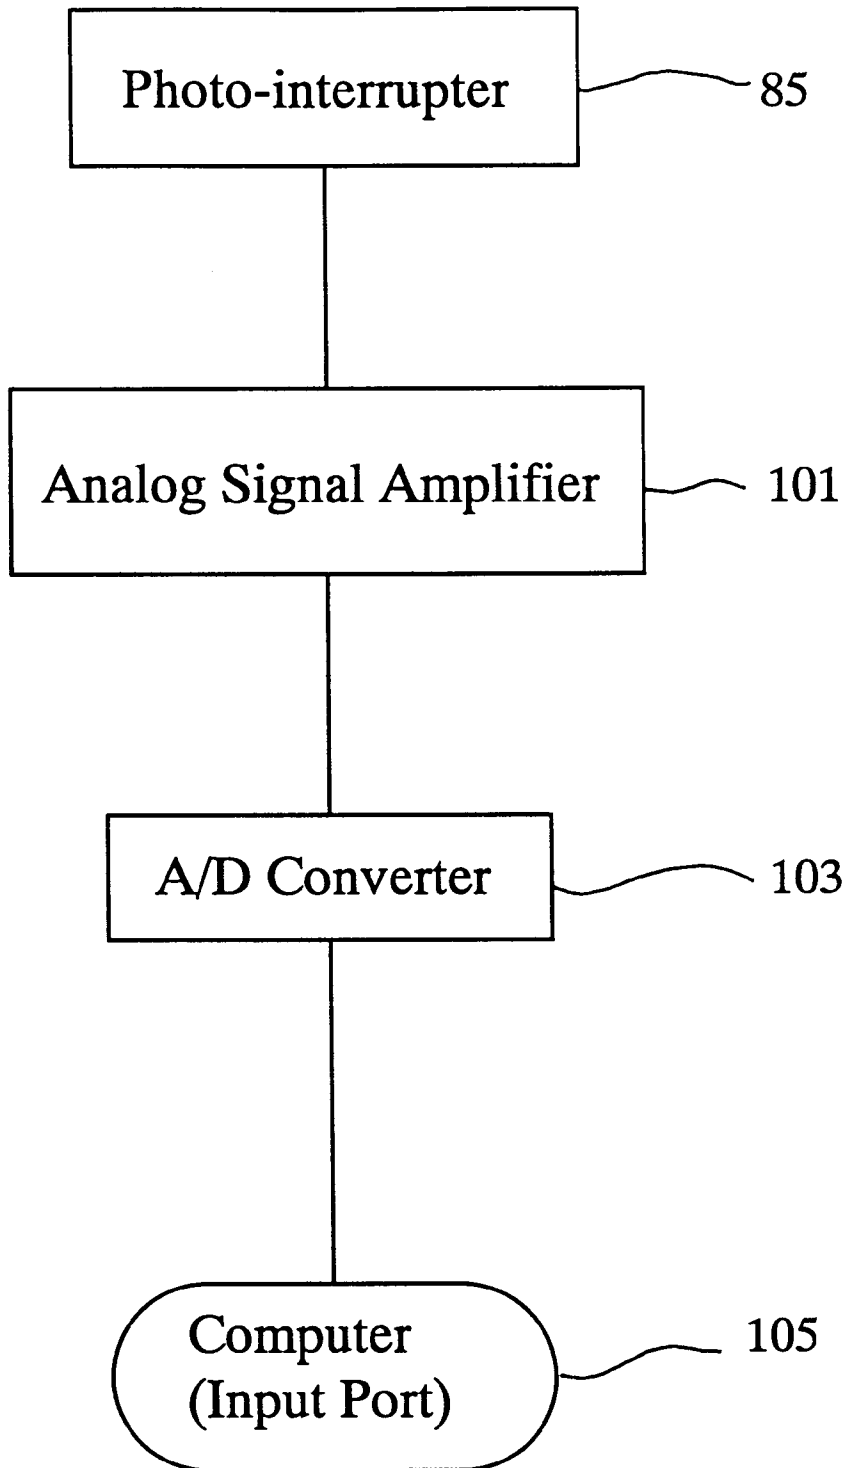 Photo-interrupter
85
Analog Signal Amplifier
101
A/D Converter
103
Computer
(Input Port)
105